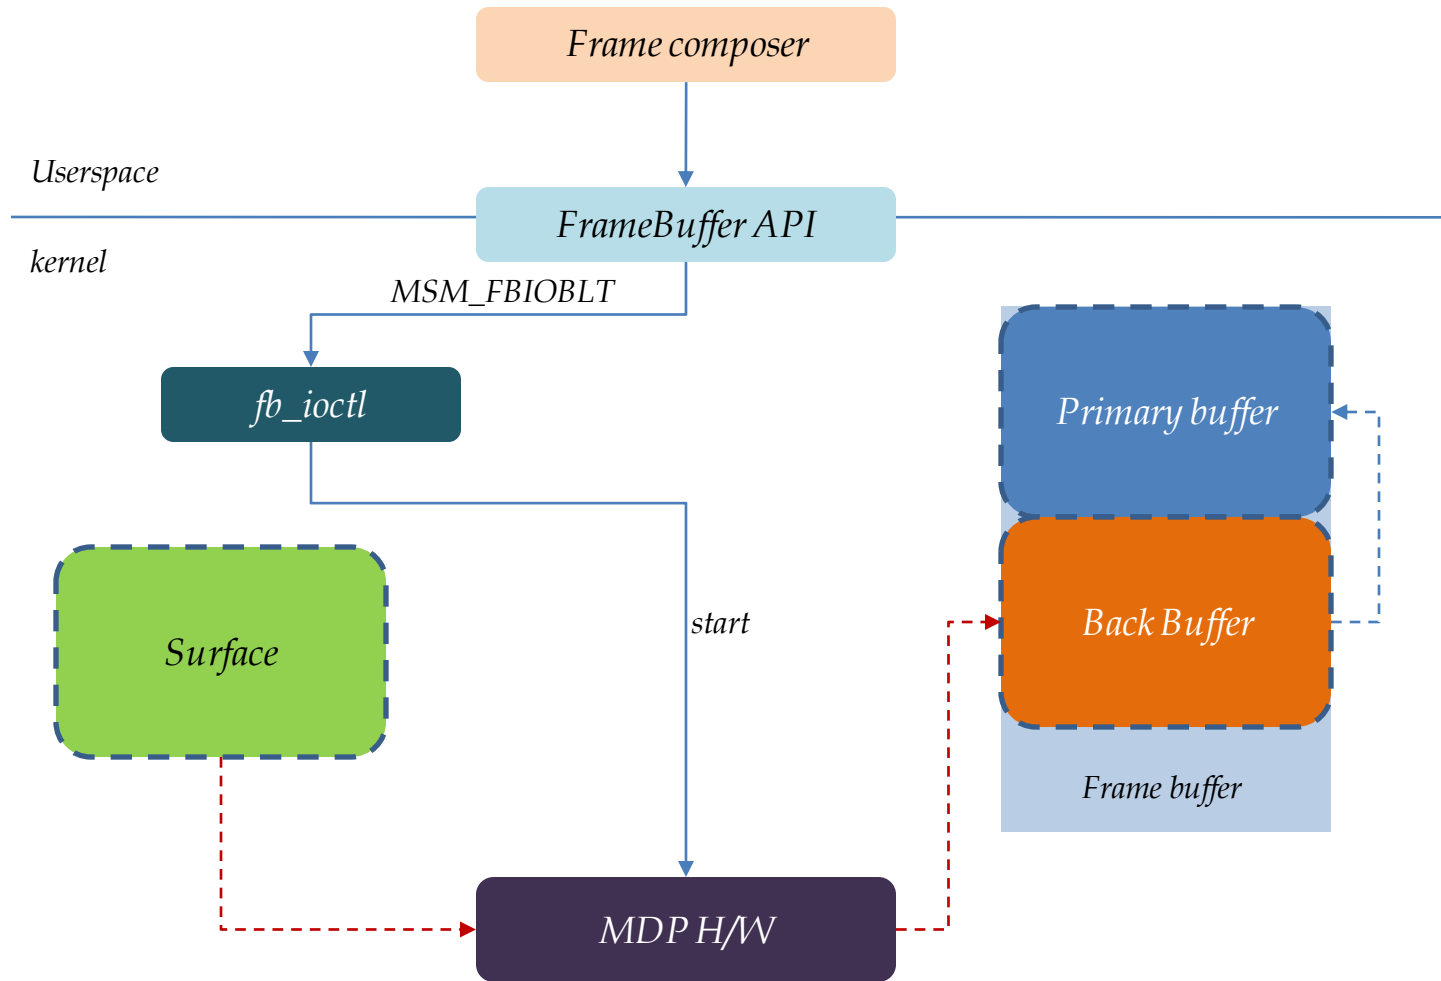 Frame composer
Userspace
FrameBuffer API
kernel
MSM_FBIOBLT
fb_ioctl
Primary buffer
start
Back Buffer
Surface
Frame buffer
MDP H/W